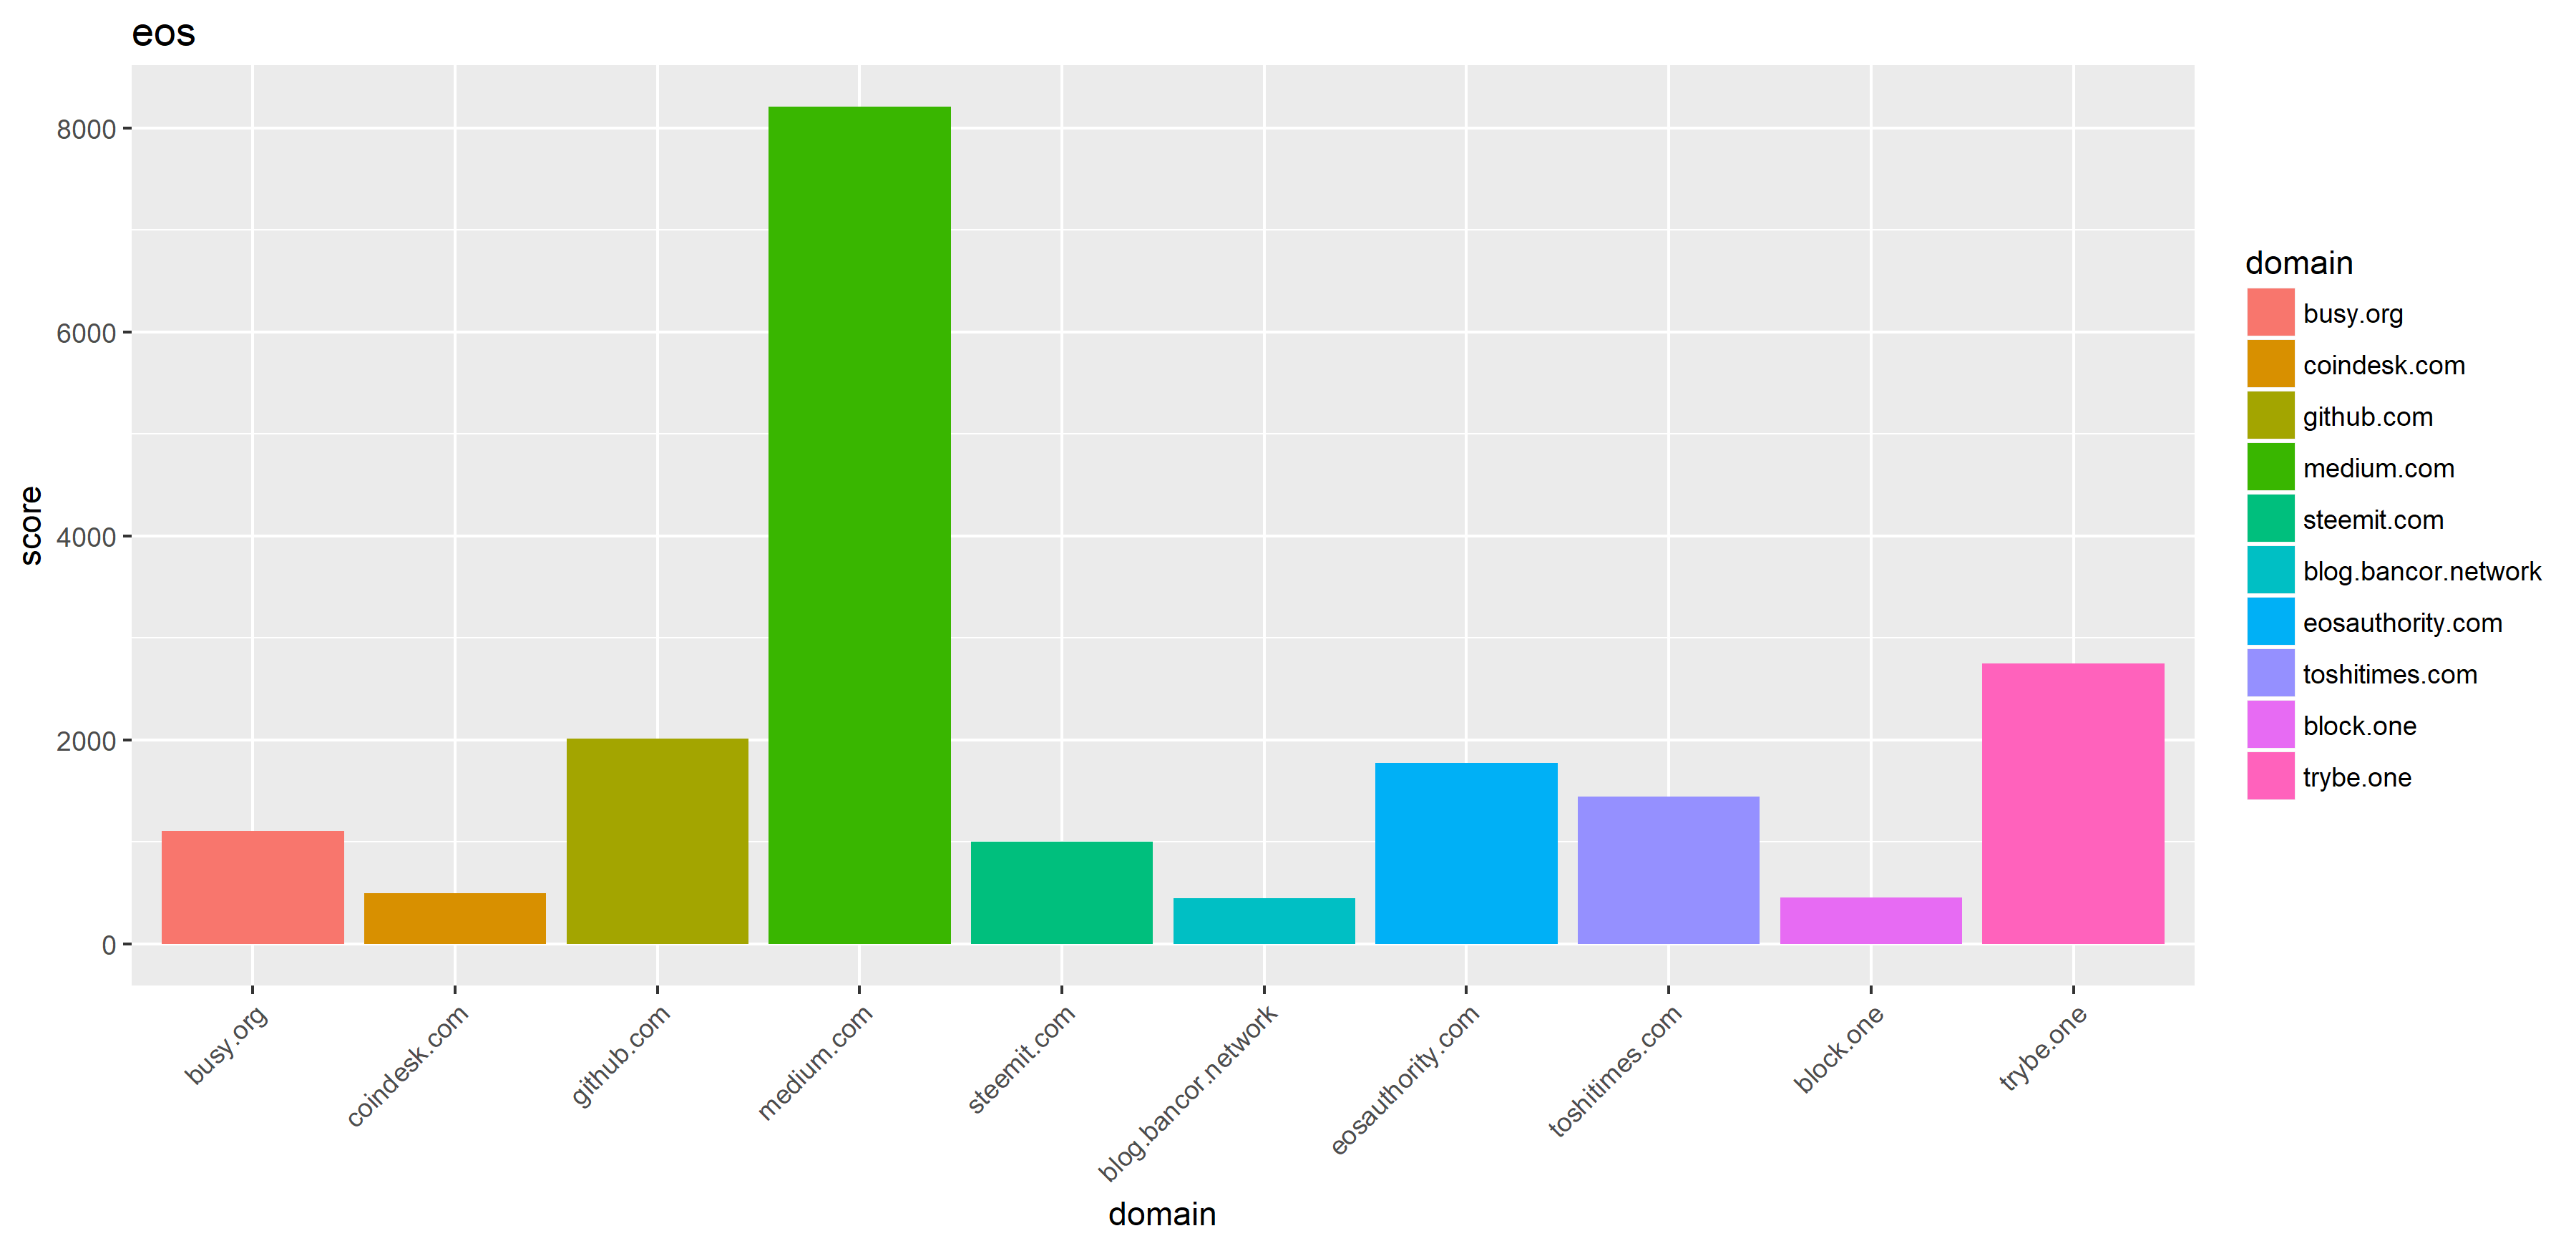 eos
score
8000
6000
4000
2000
0
busy.org
coindesk.com
github.com
medium.com
steemit.com
blog.bancor.network
eosauthority.com
toshitimes.com
block.one
trybe.one
domain
domain
busy.org
coindesk.com
github.com
medium.com
steemit.com
blog.bancor.network
eosauthority.com
toshitimes.com
block.one
trybe.one